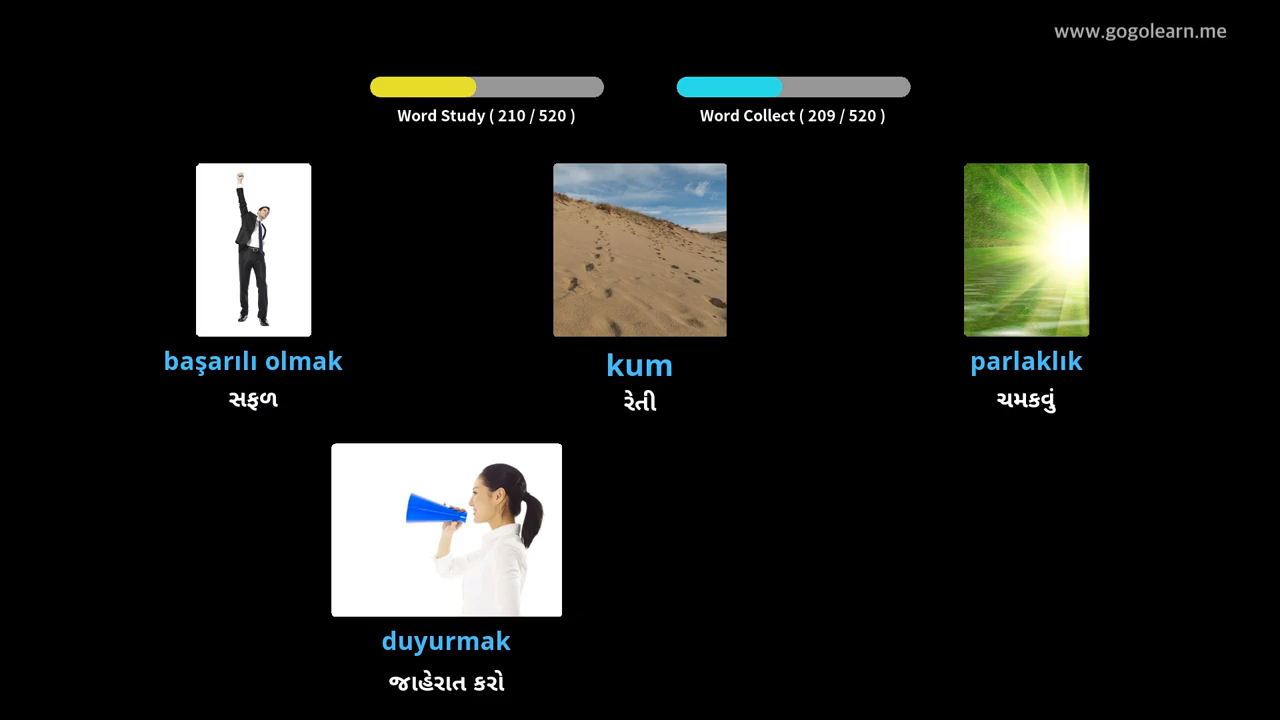 www.gogolearn.me
Word Study ( 210 / 520 )
Word Collect ( 209 / 520 )
başarılı olmak
સફળ
kum
રેતી
parlaklık
ચમકવું
duyurmak
જાહેરાત કરો